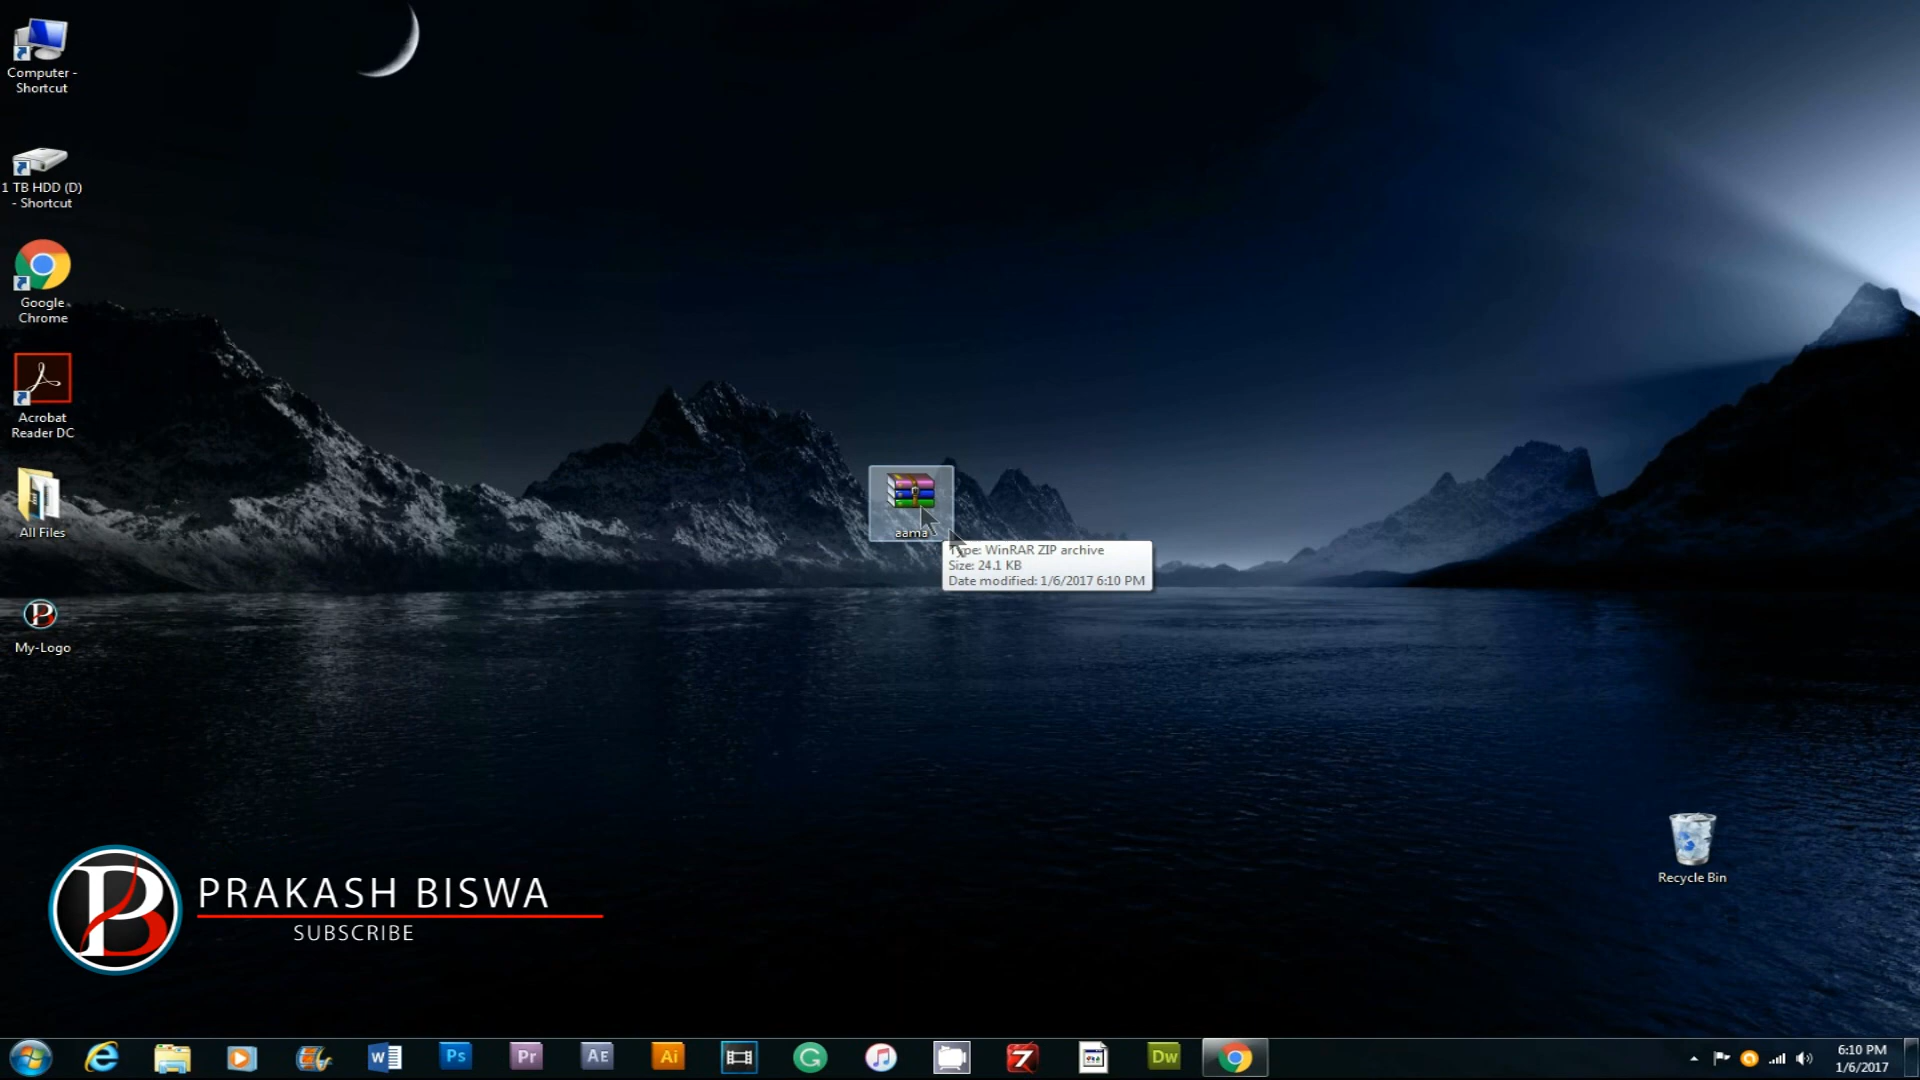 Computer -
Shortcut
1 TB HDD (D)
- Shortcut
Google
Chrome
Acrobat
Reader DC
All Files
My-Logo
aama
Type: WinRAR ZIP archive
Size: 24.1 KB
Date modified: 1/6/2017 6:10 PM
Recycle Bin
PRAKASH BISWA
SUBSCRIBE
W
Ps
Pr
AE
Ai
G
7
Dw
6:10 PM
1/6/2017